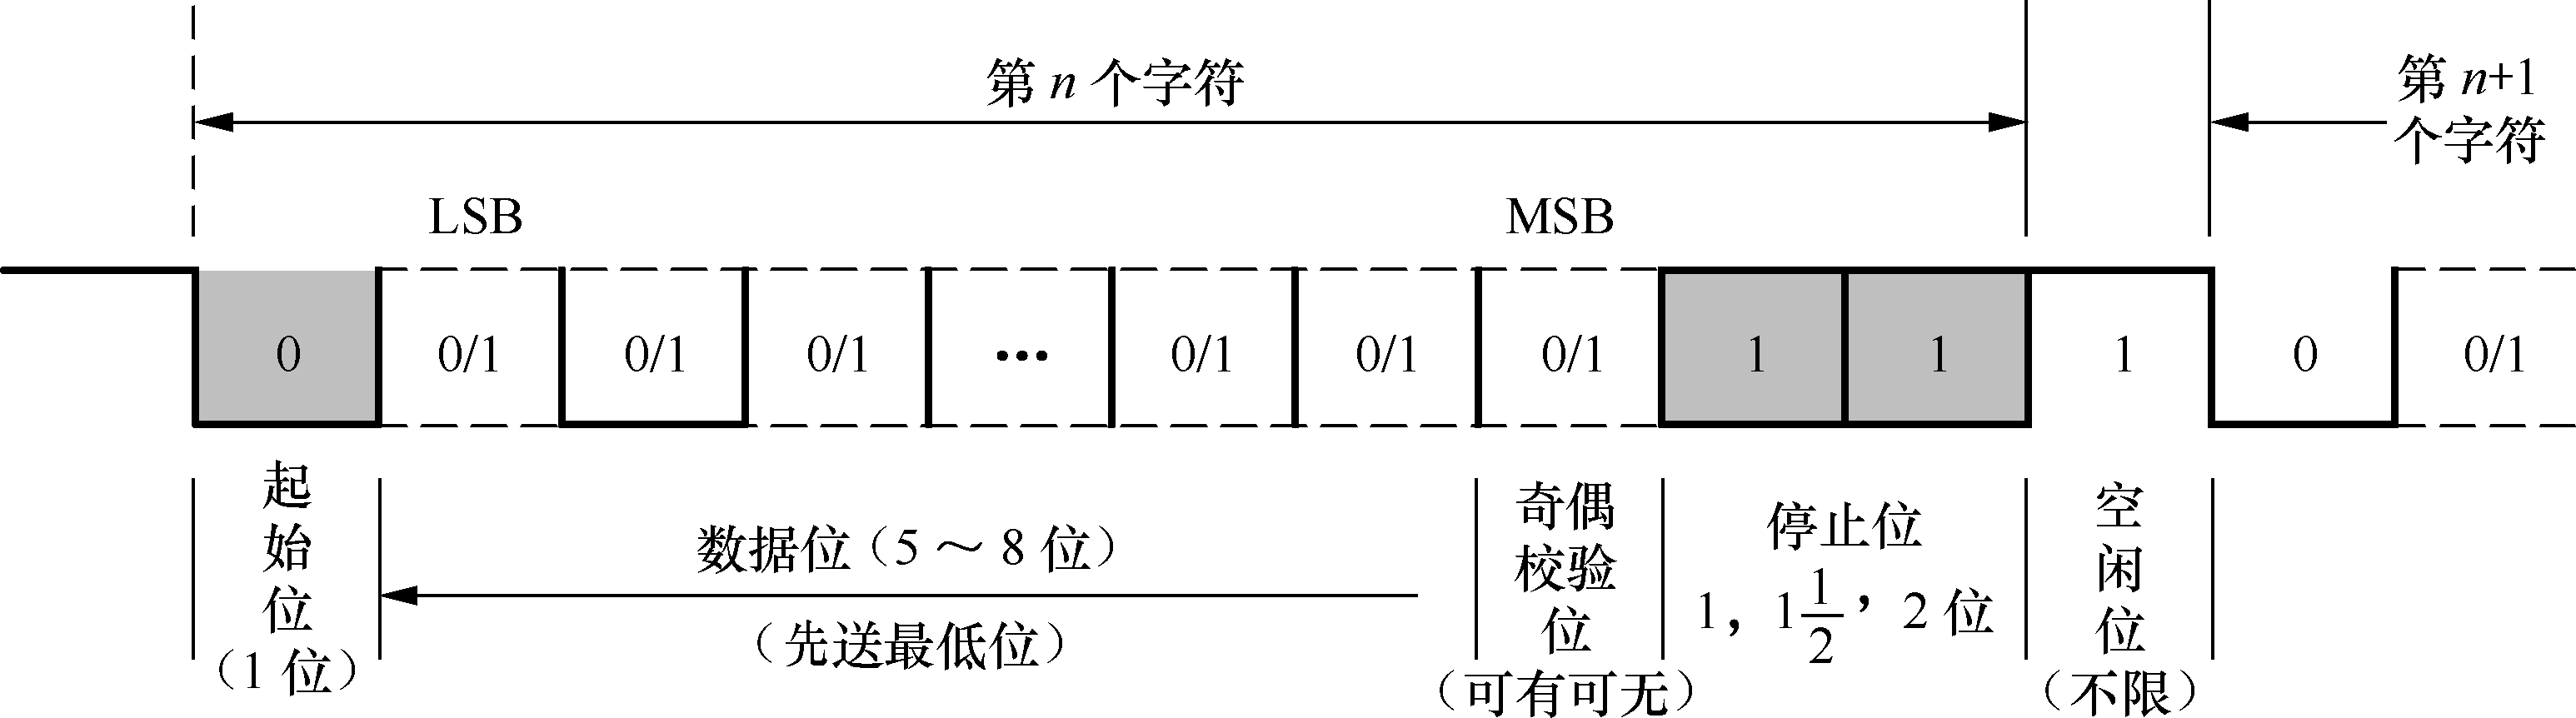 第 n 个字符
第 n+1
个字符
LSB
MSB
0
0/1
0/1
0/1
…
0/1
0/1
0/1
1
1
1
0
0/1
起
始
位
（1 位）
数据位（5～8 位）
（先送最低位）
奇偶
校验
位
（可有可无）
停止位
1，1 1/2，2 位
空
闲
位
（不限）